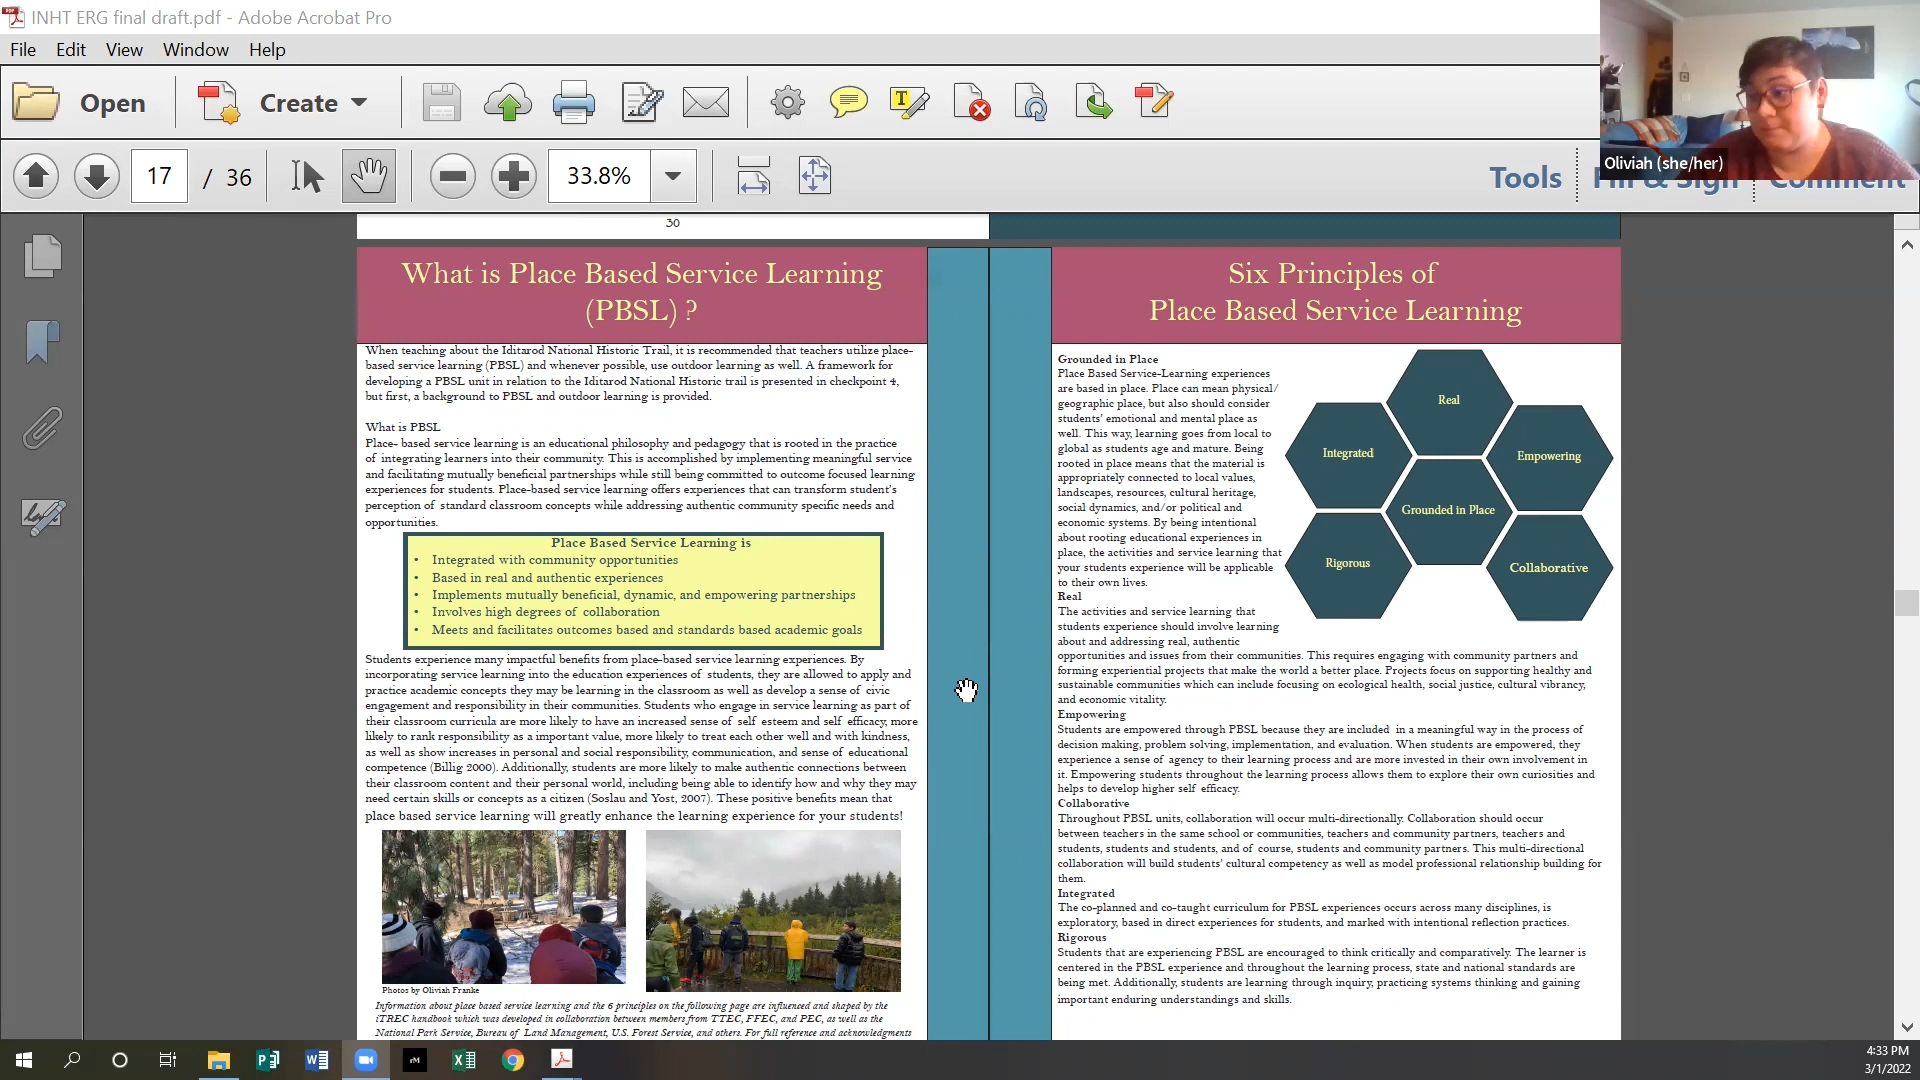 INHT ERG final draft.pdf - Adobe Acrobat Pro
File Edit View Window Help
Open Create
17 / 36 33.8% Tools
Oliviah (she/her)
30
What is Place Based Service Learning
(PBSL) ?
When teaching about the Iditarod National Historic Trail, it is recommended that teachers utilize place-
based service learning (PBSL) and whenever possible, use outdoor learning as well. A framework for
developing a PBSL unit in relation to the Iditarod National Historic trail is presented in checkpoint 4,
but first, a background to PBSL and outdoor learning is provided.
What is PBSL
Place- based service learning is an educational philosophy and pedagogy that is rooted in the practice
of integrating learners into their community. This is accomplished by implementing meaningful service
and facilitating mutually beneficial partnerships while still being committed to outcome focused learning
experiences for students. Place-based service learning offers experiences that can transform student's
perception of standard classroom concepts while addressing authentic community specific needs and
opportunities.
Place Based Service Learning is
• Integrated with community opportunities
• Based in real and authentic experiences
• Implements mutually beneficial, dynamic, and empowering partnerships
• Involves high degrees of collaboration
• Meets and facilitates outcomes based and standards based academic goals
Students experience many impactful benefits from place-based service learning experiences. By
incorporating service learning into the education experiences of students, they are allowed to apply and
practice academic concepts they may be learning in the classroom as well as develop a sense of civic
engagement and responsibility in their communities. Students who engage in service learning as part of
their classroom curricula are more likely to have an increased sense of self esteem and self efficacy, more
likely to rank responsibility as a important value, more likely to treat each other well and with kindness,
as well as show increases in personal and social responsibility, communication, and sense of educational
competence (Billig 2000). Additionally, students are more likely to make authentic connections between
their classroom content and their personal world, including being able to identify how and why they may
need certain skills or concepts as a citizen (Soslau and Yost, 2007). These positive benefits mean that
place based service learning will greatly enhance the learning experience for your students!
Photos by Oliviah Franke
Information about place based service learning and the 6 principles on the following page are influenced and shaped by the
iTREC handbook which was developed in collaboration between members from TTEC, FFEC, and PEC, as well as the
National Park Service, Bureau of Land Management, U.S. Forest Service, and others. For full reference and acknowledgments
Six Principles of
Place Based Service Learning
Grounded in Place
Place Based Service-Learning experiences
are based in place. Place can mean physical/
geographic place, but also should consider
students' emotional and mental place as
well. This way, learning goes from local to
global as students age and mature. Being
rooted in place means that the material is
appropriately connected to local values,
landscapes, resources, cultural heritage,
social dynamics, and/or political and
economic systems. By being intentional
about rooting educational experiences in
place, the activities and service learning that
your students experience will be applicable
to their own lives.
Real
The activities and service learning that
students experience should involve learning
about and addressing real, authentic
opportunities and issues from their communities. This requires engaging with community partners and
forming experiential projects that make the world a better place. Projects focus on supporting healthy and
sustainable communities which can include focusing on ecological health, social justice, cultural vibrancy,
and economic vitality.
Empowering
Students are empowered through PBSL because they are included in a meaningful way in the process of
decision making, problem solving, implementation, and evaluation. When students are empowered, they
experience a sense of agency to their learning process and are more invested in their own involvement in
it. Empowering students throughout the learning process allows them to explore their own curiosities and
helps to develop higher self efficacy.
Collaborative
Throughout PBSL units, collaboration will occur multi-directionally. Collaboration should occur
between teachers in the same school or communities, teachers and community partners, teachers and
students, students and students, and of course, students and community partners. This multi-directional
collaboration will build students' cultural competency as well as model professional relationship building for
them.
Integrated
The co-planned and co-taught curriculum for PBSL experiences occurs across many disciplines, is
exploratory, based in direct experiences for students, and marked with intentional reflection practices.
Rigorous
Students that are experiencing PBSL are encouraged to think critically and comparatively. The learner is
centered in the PBSL experience and throughout the learning process, state and national standards are
being met. Additionally, students are learning through inquiry, practicing systems thinking and gaining
important enduring understandings and skills.
Real
Integrated
Empowering
Grounded in Place
Rigorous
Collaborative
4:33 PM
3/1/2022